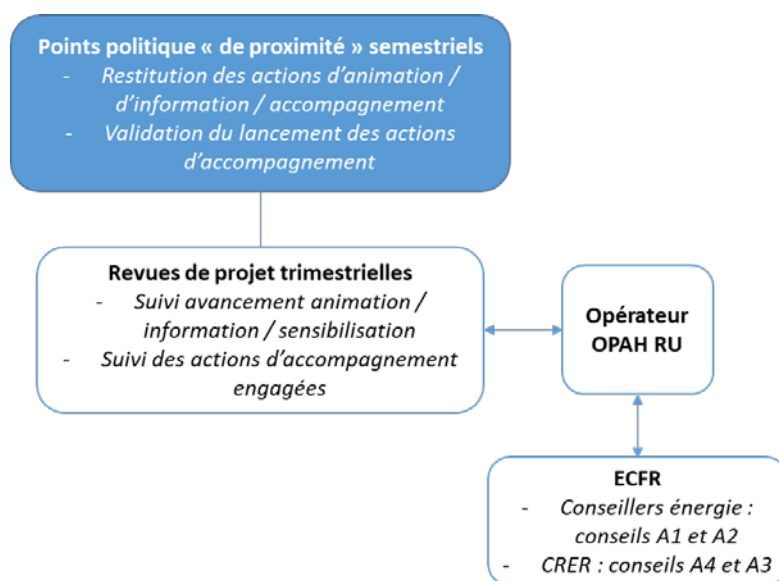 Points politique « de proximité » semestriels
- Restitution des actions d'animation /
d'information / accompagnement
- Validation du lancement des actions
d'accompagnement
Revues de projet trimestrielles
- Suivi avancement animation /
information / sensibilisation
- Suivi des actions d'accompagnement
engagées
Opérateur
OPAH RU
ECFR
- Conseillers énergie :
conseils A1 et A2
- CRER : conseils A4 et A3